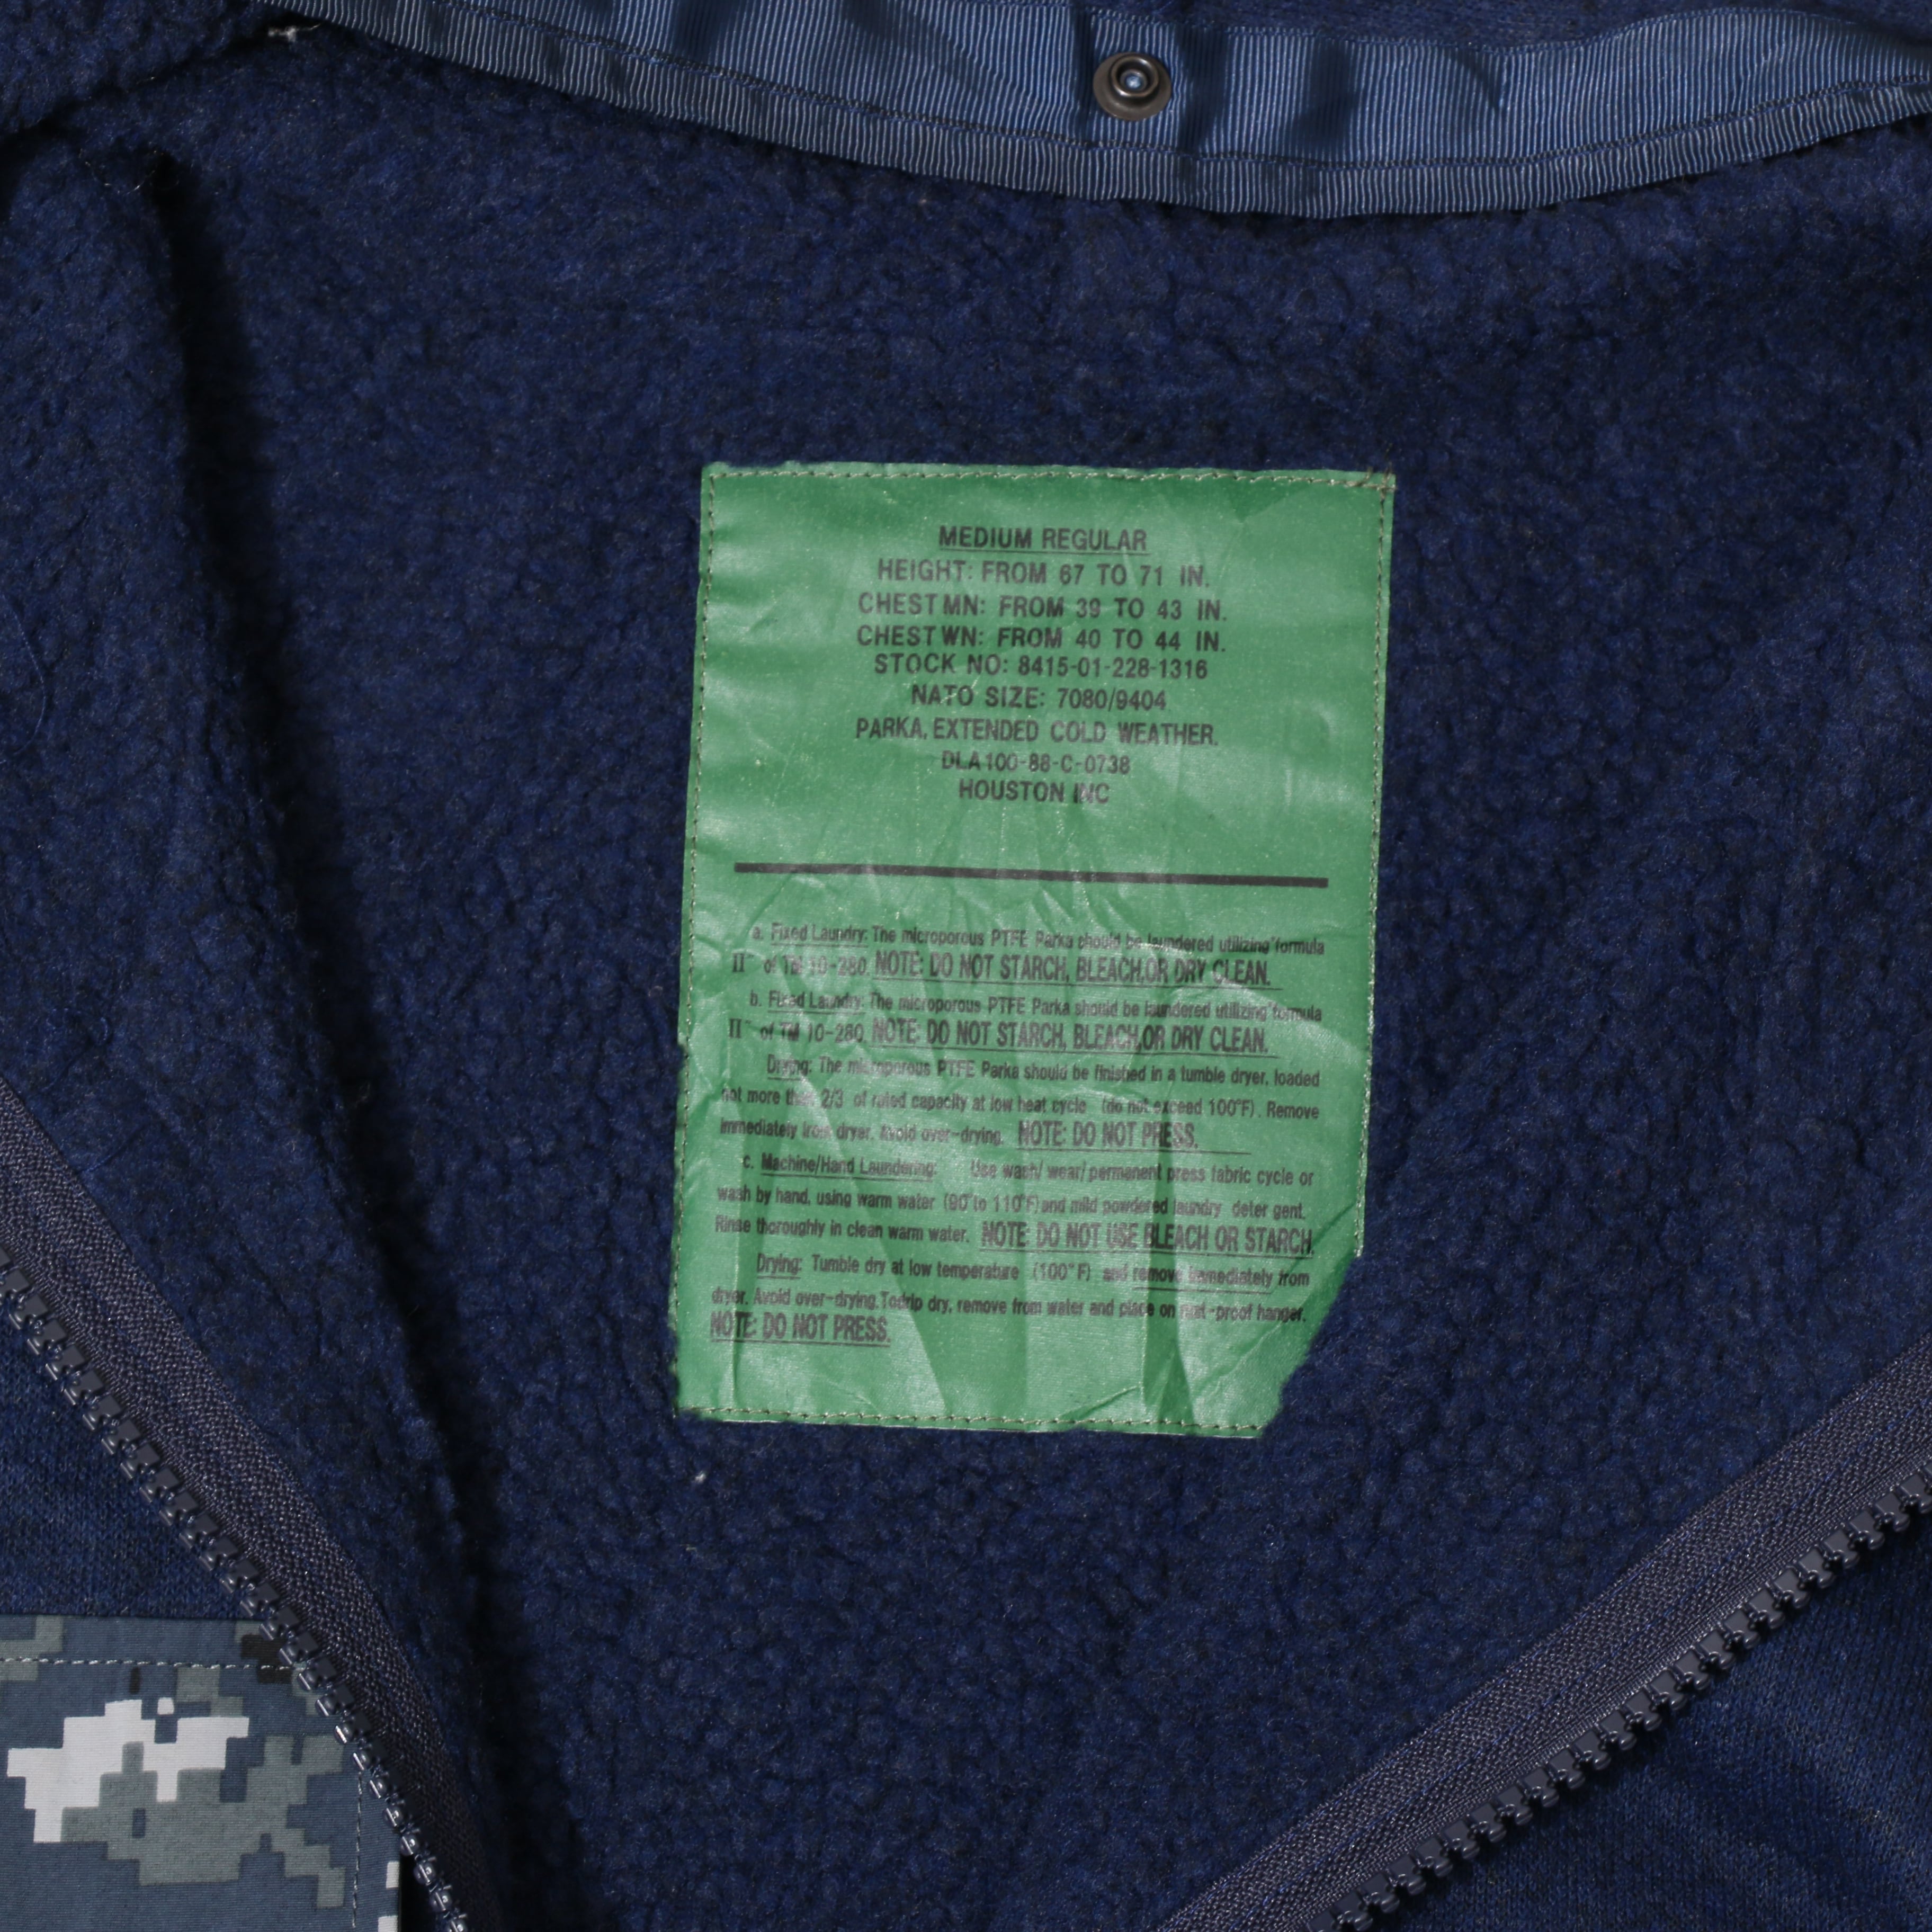 MEDIUM REGULAR
HEIGHT: FROM 67 TO 71 IN.
CHEST MN: FROM 39 TO 43 IN.
CHEST WN: FROM 40 TO 44 IN.
STOCK NO: 8415-01-228-1316
NATO SIZE: 7080/9404
PARKA, EXTENDED COLD WEATHER.
DLA100-88-C-0738
HOUSTON INC
a. Fixed Laundry: The microporous PTFE Parka should be laundered utilizing formula
II of TM 10-280. NOTE: DO NOT STARCH, BLEACH,OR DRY CLEAN.
b. Fixed Laundry: The microporous PTFE Parka should be laundered utilizing formula
II of TM 10-280. NOTE: DO NOT STARCH, BLEACH,OR DRY CLEAN.
Drying: The microporous PTFE Parka should be finished in a tumble dryer, loaded
not more than 2/3 of rated capacity at low heat cycle (do not exceed 100°F). Remove
immediately from dryer. Avoid over-drying. NOTE: DO NOT PRESS.
c. Machine/Hand Laundering: Use wash/ wear/ permanent press fabric cycle or
wash by hand, using warm water (90°to 110°F)and mild powdered laundry deter gent.
Rinse thoroughly in clean warm water. NOTE: DO NOT USE BLEACH OR STARCH.
Drying: Tumble dry at low temperature (100°F) and remove immediately from
dryer. Avoid over-drying.Todrip dry, remove from water and place on rust-proof hanger.
NOTE: DO NOT PRESS.